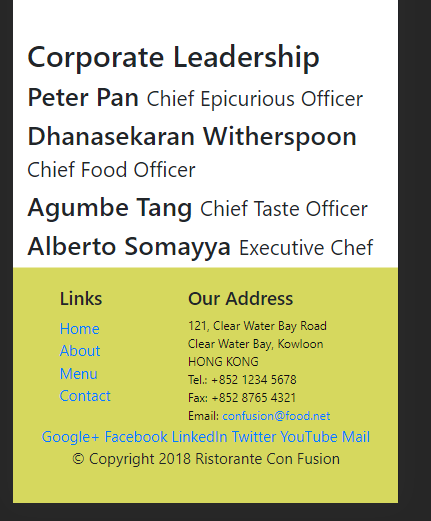 Corporate Leadership
Peter Pan Chief Epicurious Officer
Dhanasekaran Witherspoon
Chief Food Officer
Agumbe Tang Chief Taste Officer
Alberto Somayya Executive Chef
Links
Home
About
Menu
Contact
Our Address
121, Clear Water Bay Road
Clear Water Bay, Kowloon
HONG KONG
Tel.: +852 1234 5678
Fax: +852 8765 4321
Email: confusion@food.net
Google+ Facebook LinkedIn Twitter YouTube Mail
© Copyright 2018 Ristorante Con Fusion